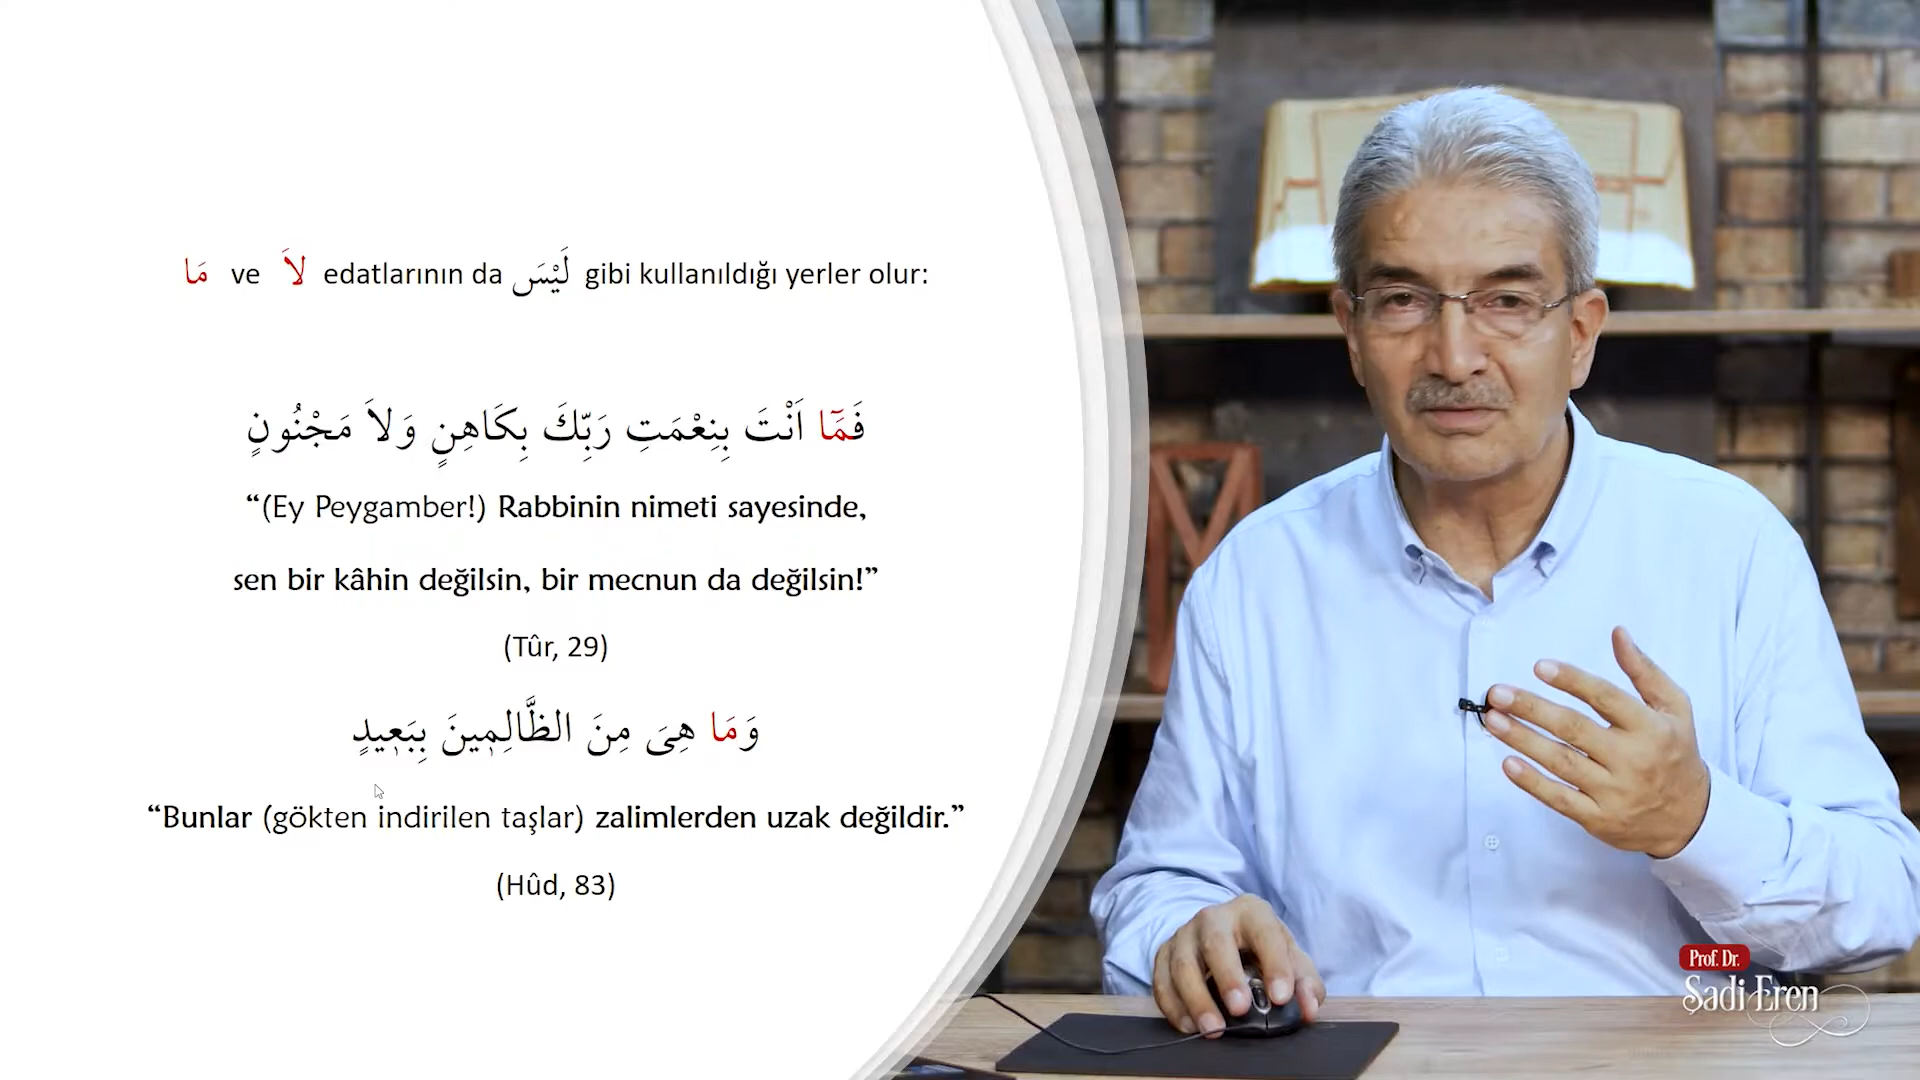 مَا ve لاَ edatlarının da لَيْسَ gibi kullanıldığı yerler olur:
فَمَٓا اَنْتَ بِنِعْمَتِ رَبِّكَ بِكَاهِنٍ وَلاَ مَجْنُونٍ
“(Ey Peygamber!) Rabbinin nimeti sayesinde,
sen bir kâhin değilsin, bir mecnun da değilsin!”
(Tûr, 29)
وَمَا هِىَ مِنَ الظَّالِمٖينَ بِبَعٖيدٍ
“Bunlar (gökten indirilen taşlar) zalimlerden uzak değildir.”
(Hûd, 83)
Prof. Dr.
Şadi Eren